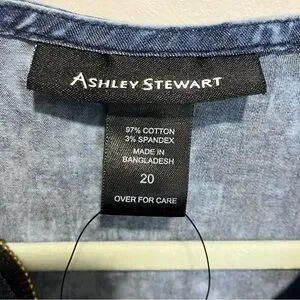 ASHLEY STEWART
97% COTTON
3% SPANDEX
MADE IN
BANGLADESH
20
OVER FOR CARE